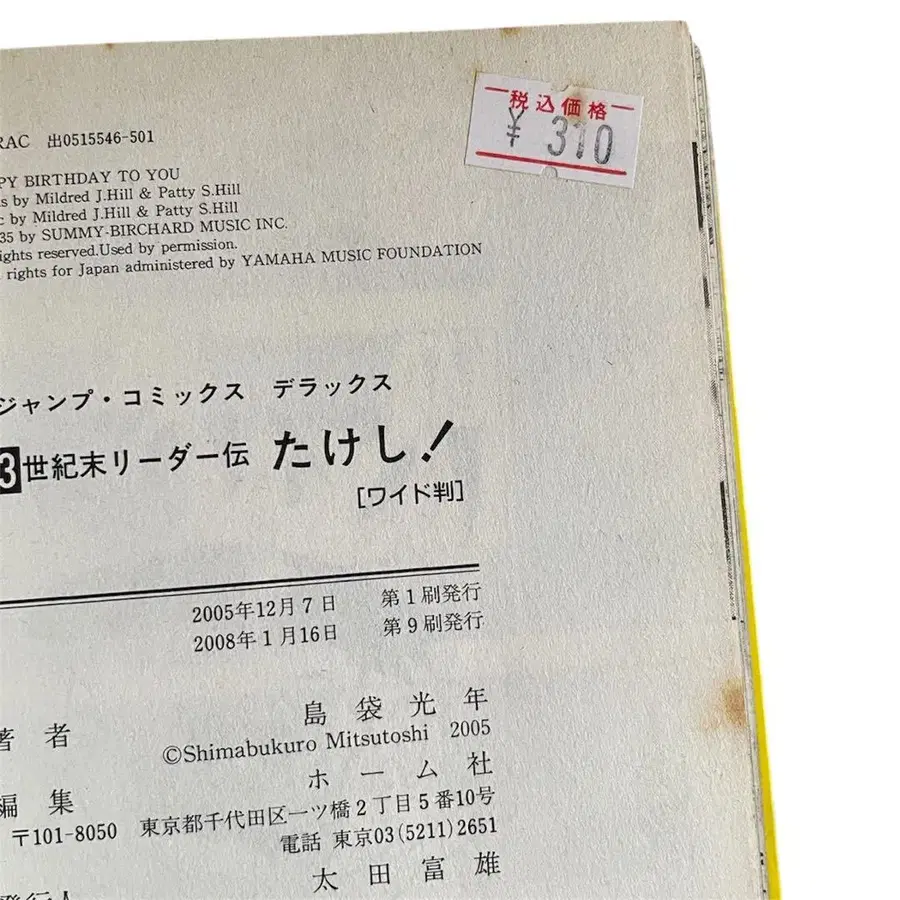 税込価格
¥ 310
RAC 出0515546-501
PY BIRTHDAY TO YOU
s by Mildred J.Hill & Patty S.Hill
c by Mildred J.Hill & Patty S.Hill
35 by SUMMY-BIRCHARD MUSIC INC.
ights reserved.Used by permission.
rights for Japan administered by YAMAHA MUSIC FOUNDATION
ジャンプ・コミックス デラックス
3 世紀末リーダー伝 たけし!
[ワイド判]
2005年12月7日 第1刷発行
2008年1月16日 第9刷発行
著者 島袋光年
©Shimabukuro Mitsutoshi 2005
編集 ホーム社
〒101-8050 東京都千代田区一ツ橋2丁目5番10号
電話 東京03(5211)2651
太田富雄
発行人